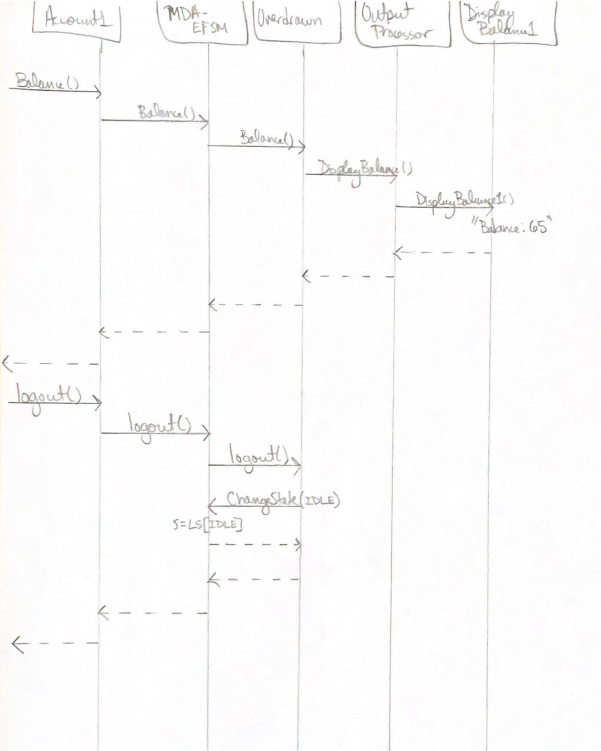 Account1
MDA-
EFSM
Overdrawn
Output
Processor
Display
Balance1
Balance()
Balance()
Balance()
DisplayBalance()
DisplayBalance1()
"Balance: 65"
logout()
logout()
logout()
ChangeState(IDLE)
S=LS[IDLE]